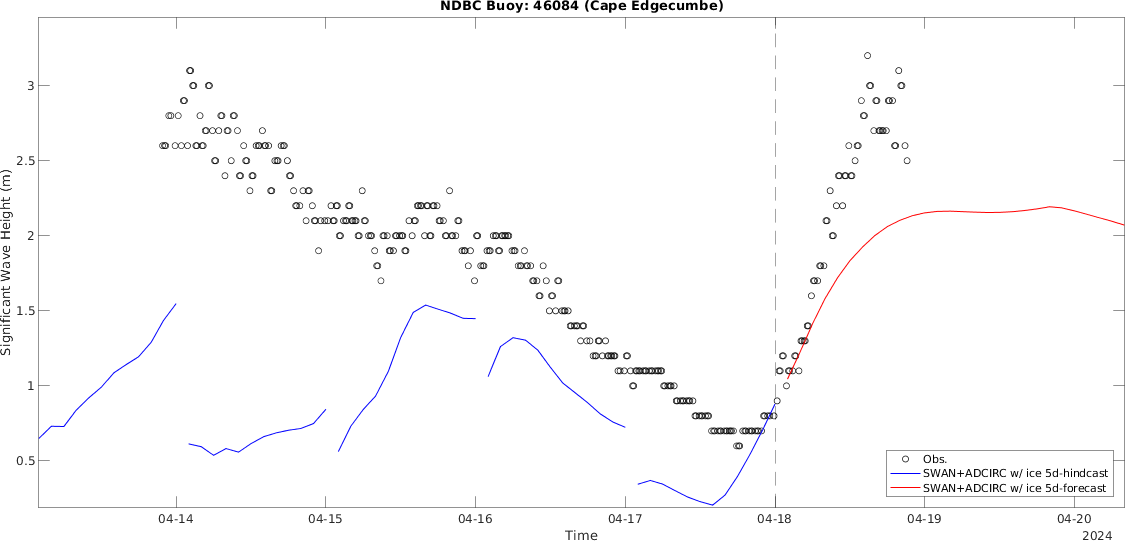 NDBC Buoy: 46084 (Cape Edgecumbe)
Significant Wave Height (m)
3
2.5
2
1.5
1
0.5
Obs.
SWAN+ADCIRC w/ ice 5d-hindcast
SWAN+ADCIRC w/ ice 5d-forecast
04-14
04-15
04-16
04-17
04-18
04-19
04-20
Time
2024